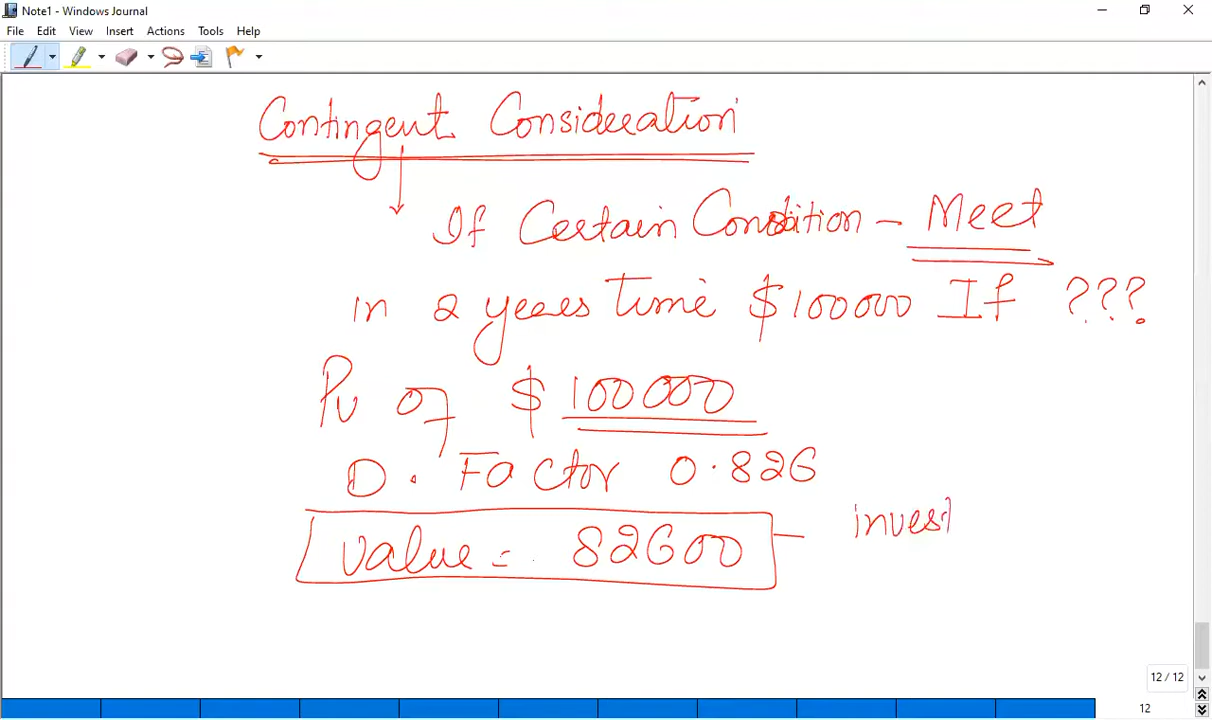 Note1 - Windows Journal
File Edit View Insert Actions Tools Help
Contingent Consideration
If Certain Condition - Meet
in 2 years time $100000 If ???
Pv of $ 100000
D. Factor 0.826
value = 82600 - invest
12 / 12
12